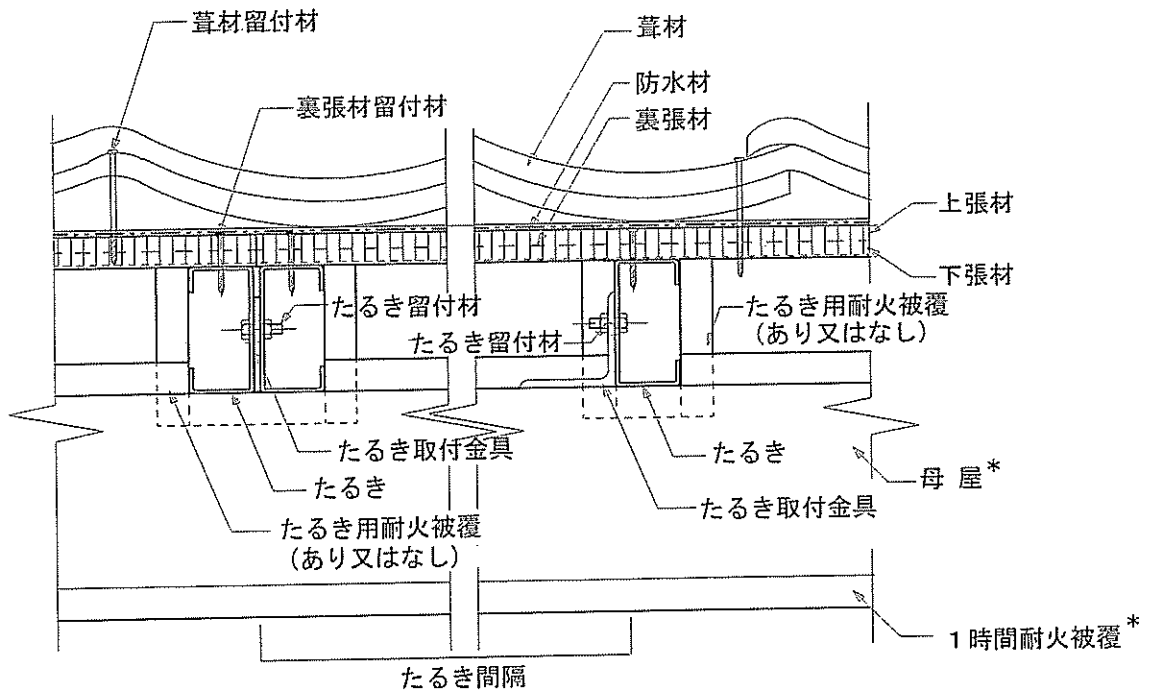 葺材留付材
葺材
防水材
裏張材留付材
裏張材
上張材
下張材
たるき留付材
たるき留付材
たるき用耐火被覆
(あり又はなし)
たるき取付金具
たるき
たるき
母 屋*
たるき取付金具
たるき用耐火被覆
(あり又はなし)
1時間耐火被覆*
たるき間隔